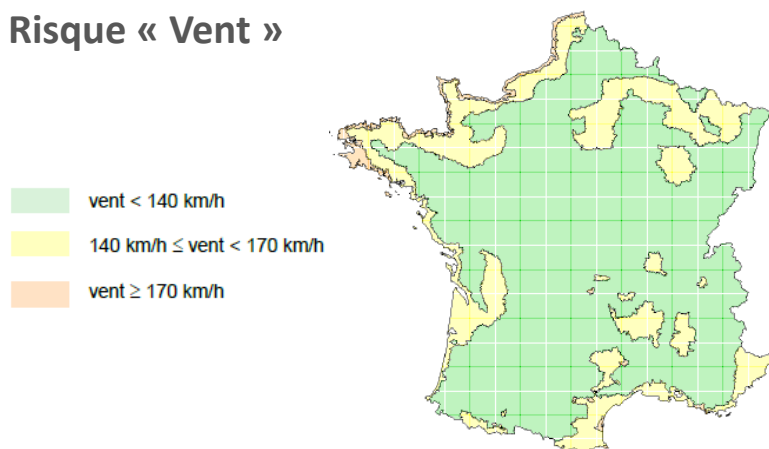 Risque « Vent »
vent < 140 km/h
140 km/h ≤ vent < 170 km/h
vent ≥ 170 km/h